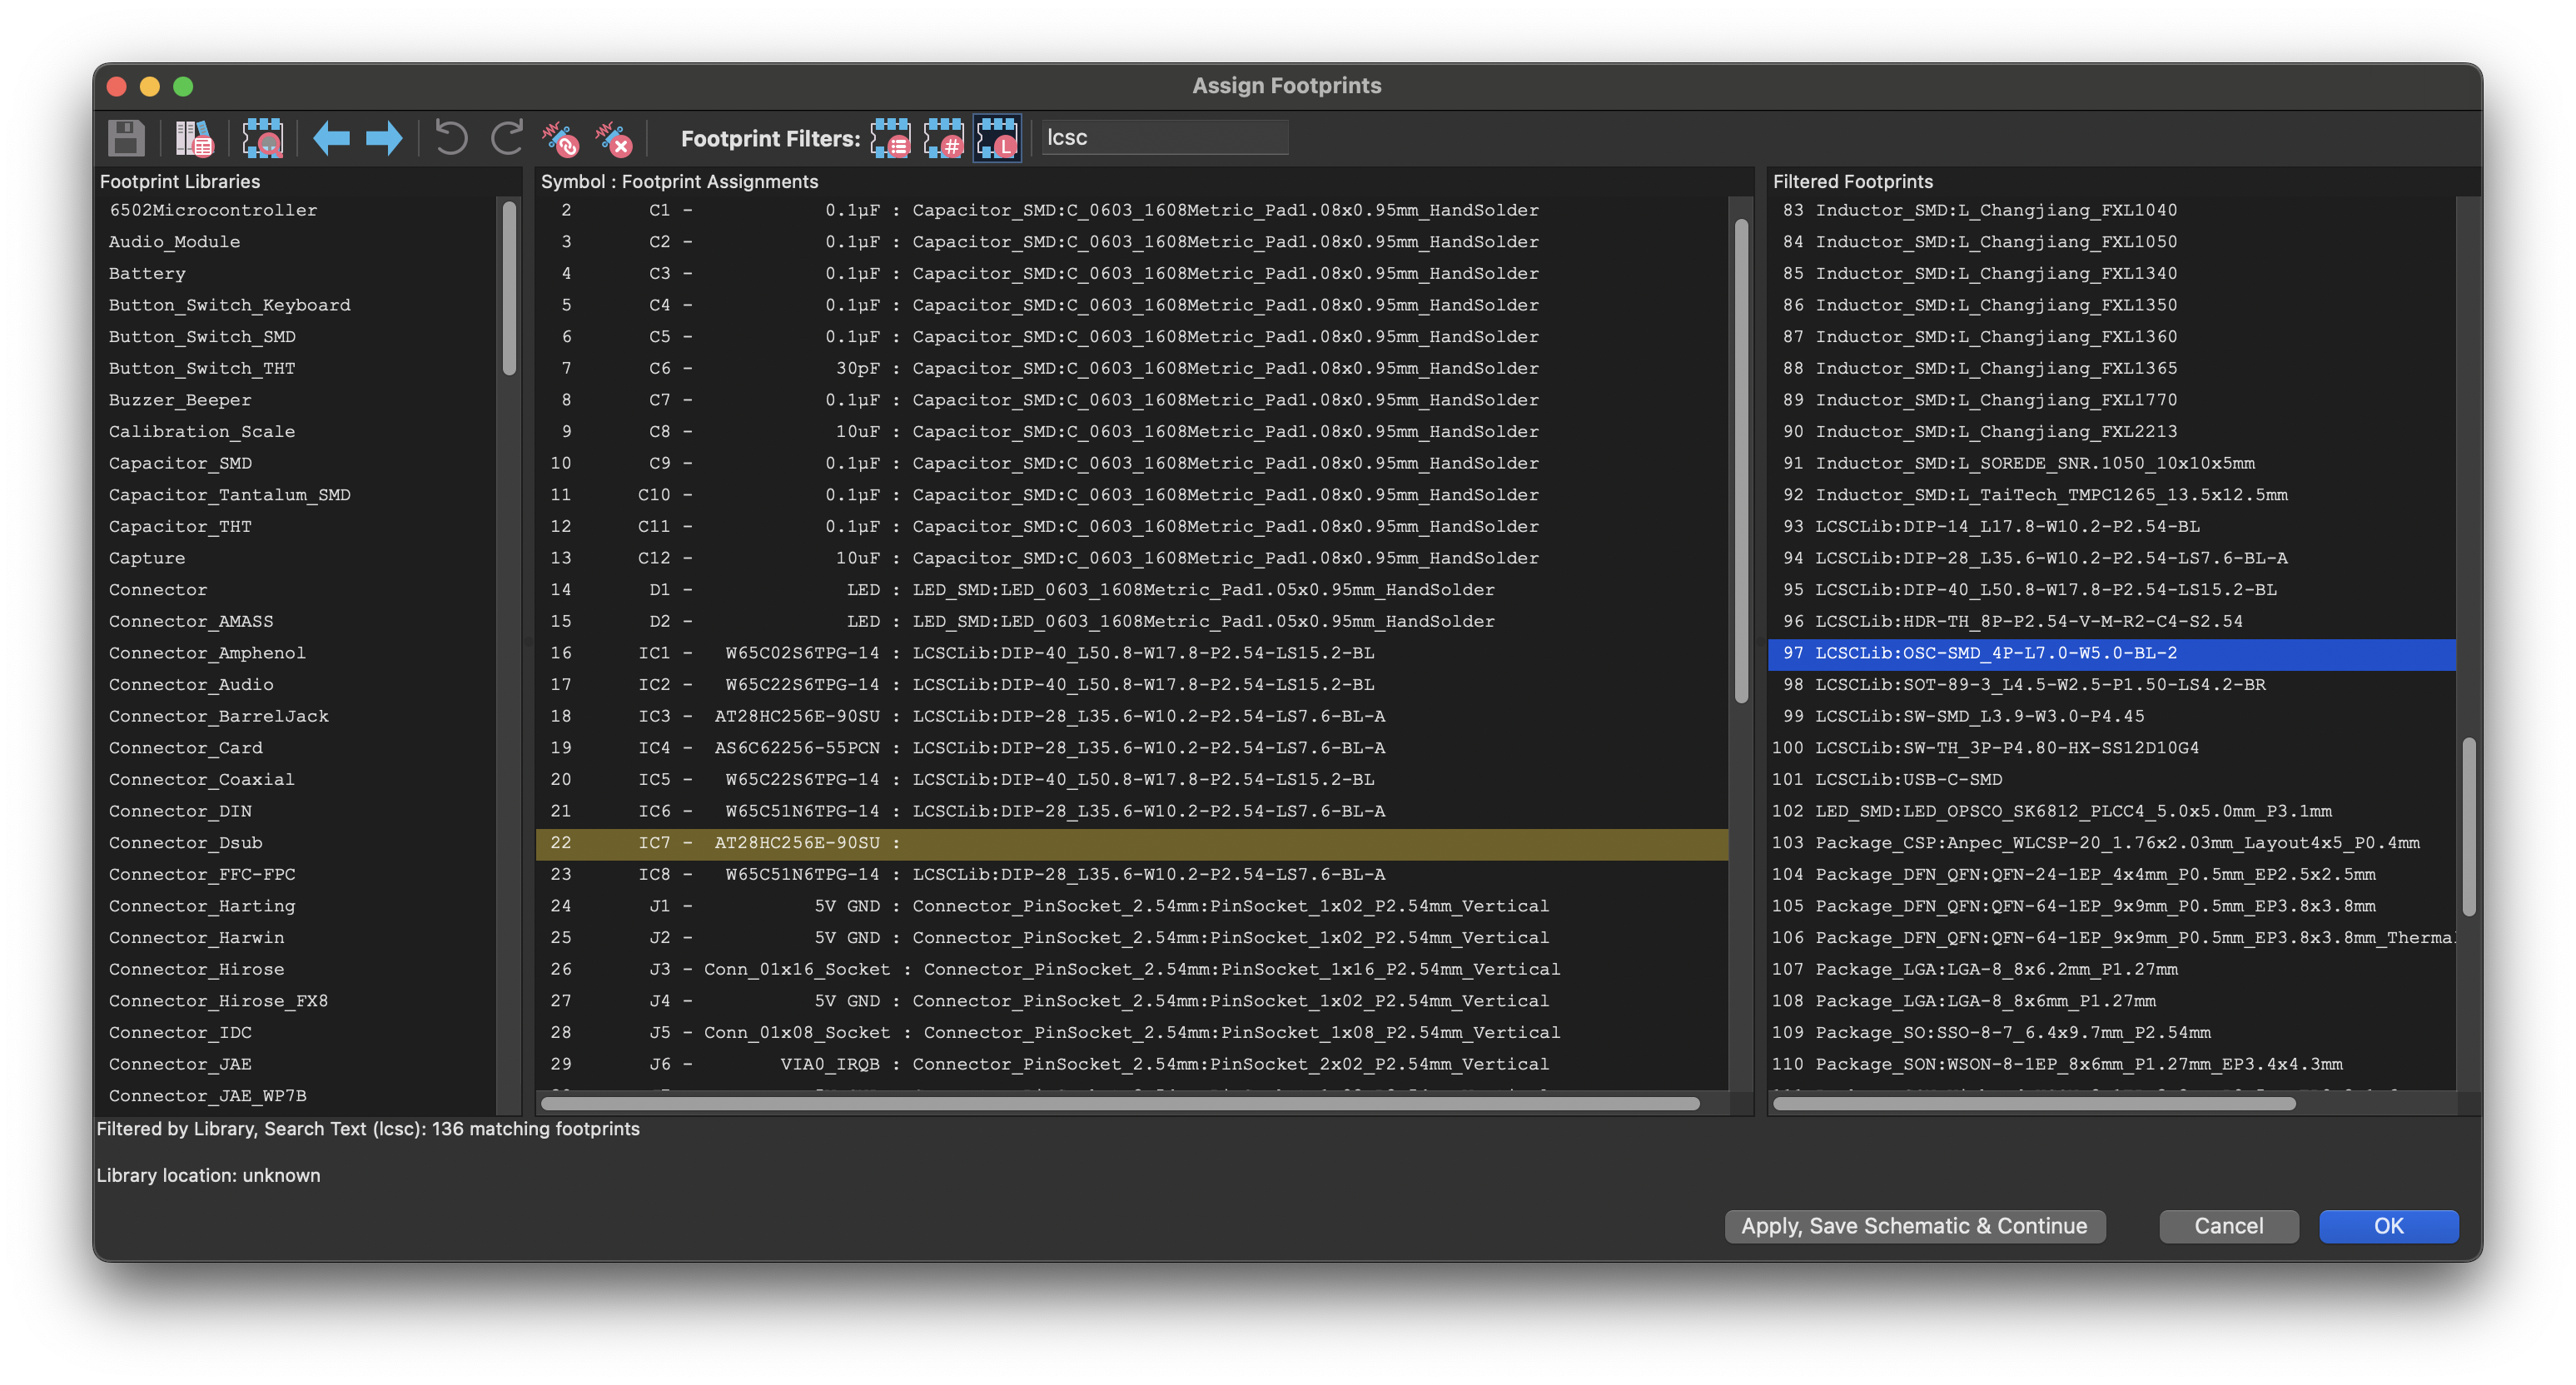 Assign Footprints
Footprint Filters: lcsc
Footprint Libraries
6502Microcontroller
Audio_Module
Battery
Button_Switch_Keyboard
Button_Switch_SMD
Button_Switch_THT
Buzzer_Beeper
Calibration_Scale
Capacitor_SMD
Capacitor_Tantalum_SMD
Capacitor_THT
Capture
Connector
Connector_AMASS
Connector_Amphenol
Connector_Audio
Connector_BarrelJack
Connector_Card
Connector_Coaxial
Connector_DIN
Connector_Dsub
Connector_FFC-FPC
Connector_Harting
Connector_Harwin
Connector_Hirose
Connector_Hirose_FX8
Connector_IDC
Connector_JAE
Connector_JAE_WP7B
Symbol : Footprint Assignments
2 C1 - 0.1µF : Capacitor_SMD:C_0603_1608Metric_Pad1.08x0.95mm_HandSolder
3 C2 - 0.1µF : Capacitor_SMD:C_0603_1608Metric_Pad1.08x0.95mm_HandSolder
4 C3 - 0.1µF : Capacitor_SMD:C_0603_1608Metric_Pad1.08x0.95mm_HandSolder
5 C4 - 0.1µF : Capacitor_SMD:C_0603_1608Metric_Pad1.08x0.95mm_HandSolder
6 C5 - 0.1µF : Capacitor_SMD:C_0603_1608Metric_Pad1.08x0.95mm_HandSolder
7 C6 - 30pF : Capacitor_SMD:C_0603_1608Metric_Pad1.08x0.95mm_HandSolder
8 C7 - 0.1µF : Capacitor_SMD:C_0603_1608Metric_Pad1.08x0.95mm_HandSolder
9 C8 - 10uF : Capacitor_SMD:C_0603_1608Metric_Pad1.08x0.95mm_HandSolder
10 C9 - 0.1µF : Capacitor_SMD:C_0603_1608Metric_Pad1.08x0.95mm_HandSolder
11 C10 - 0.1µF : Capacitor_SMD:C_0603_1608Metric_Pad1.08x0.95mm_HandSolder
12 C11 - 0.1µF : Capacitor_SMD:C_0603_1608Metric_Pad1.08x0.95mm_HandSolder
13 C12 - 10uF : Capacitor_SMD:C_0603_1608Metric_Pad1.08x0.95mm_HandSolder
14 D1 - LED : LED_SMD:LED_0603_1608Metric_Pad1.05x0.95mm_HandSolder
15 D2 - LED : LED_SMD:LED_0603_1608Metric_Pad1.05x0.95mm_HandSolder
16 IC1 - W65C02S6TPG-14 : LCSCLib:DIP-40_L50.8-W17.8-P2.54-LS15.2-BL
17 IC2 - W65C22S6TPG-14 : LCSCLib:DIP-40_L50.8-W17.8-P2.54-LS15.2-BL
18 IC3 - AT28HC256E-90SU : LCSCLib:DIP-28_L35.6-W10.2-P2.54-LS7.6-BL-A
19 IC4 - AS6C62256-55PCN : LCSCLib:DIP-28_L35.6-W10.2-P2.54-LS7.6-BL-A
20 IC5 - W65C22S6TPG-14 : LCSCLib:DIP-40_L50.8-W17.8-P2.54-LS15.2-BL
21 IC6 - W65C51N6TPG-14 : LCSCLib:DIP-28_L35.6-W10.2-P2.54-LS7.6-BL-A
22 IC7 - AT28HC256E-90SU :
23 IC8 - W65C51N6TPG-14 : LCSCLib:DIP-28_L35.6-W10.2-P2.54-LS7.6-BL-A
24 J1 - 5V GND : Connector_PinSocket_2.54mm:PinSocket_1x02_P2.54mm_Vertical
25 J2 - 5V GND : Connector_PinSocket_2.54mm:PinSocket_1x02_P2.54mm_Vertical
26 J3 - Conn_01x16_Socket : Connector_PinSocket_2.54mm:PinSocket_1x16_P2.54mm_Vertical
27 J4 - 5V GND : Connector_PinSocket_2.54mm:PinSocket_1x02_P2.54mm_Vertical
28 J5 - Conn_01x08_Socket : Connector_PinSocket_2.54mm:PinSocket_1x08_P2.54mm_Vertical
29 J6 - VIA0_IRQB : Connector_PinSocket_2.54mm:PinSocket_2x02_P2.54mm_Vertical
Filtered Footprints
83 Inductor_SMD:L_Changjiang_FXL1040
84 Inductor_SMD:L_Changjiang_FXL1050
85 Inductor_SMD:L_Changjiang_FXL1340
86 Inductor_SMD:L_Changjiang_FXL1350
87 Inductor_SMD:L_Changjiang_FXL1360
88 Inductor_SMD:L_Changjiang_FXL1365
89 Inductor_SMD:L_Changjiang_FXL1770
90 Inductor_SMD:L_Changjiang_FXL2213
91 Inductor_SMD:L_SOREDE_SNR.1050_10x10x5mm
92 Inductor_SMD:L_TaiTech_TMPC1265_13.5x12.5mm
93 LCSCLib:DIP-14_L17.8-W10.2-P2.54-BL
94 LCSCLib:DIP-28_L35.6-W10.2-P2.54-LS7.6-BL-A
95 LCSCLib:DIP-40_L50.8-W17.8-P2.54-LS15.2-BL
96 LCSCLib:HDR-TH_8P-P2.54-V-M-R2-C4-S2.54
97 LCSCLib:OSC-SMD_4P-L7.0-W5.0-BL-2
98 LCSCLib:SOT-89-3_L4.5-W2.5-P1.50-LS4.2-BR
99 LCSCLib:SW-SMD_L3.9-W3.0-P4.45
100 LCSCLib:SW-TH_3P-P4.80-HX-SS12D10G4
101 LCSCLib:USB-C-SMD
102 LED_SMD:LED_OPSCO_SK6812_PLCC4_5.0x5.0mm_P3.1mm
103 Package_CSP:Anpec_WLCSP-20_1.76x2.03mm_Layout4x5_P0.4mm
104 Package_DFN_QFN:QFN-24-1EP_4x4mm_P0.5mm_EP2.5x2.5mm
105 Package_DFN_QFN:QFN-64-1EP_9x9mm_P0.5mm_EP3.8x3.8mm
106 Package_DFN_QFN:QFN-64-1EP_9x9mm_P0.5mm_EP3.8x3.8mm_Thermal
107 Package_LGA:LGA-8_8x6.2mm_P1.27mm
108 Package_LGA:LGA-8_8x6mm_P1.27mm
109 Package_SO:SSO-8-7_6.4x9.7mm_P2.54mm
110 Package_SON:WSON-8-1EP_8x6mm_P1.27mm_EP3.4x4.3mm
Filtered by Library, Search Text (lcsc): 136 matching footprints
Library location: unknown
Apply, Save Schematic & Continue
Cancel
OK